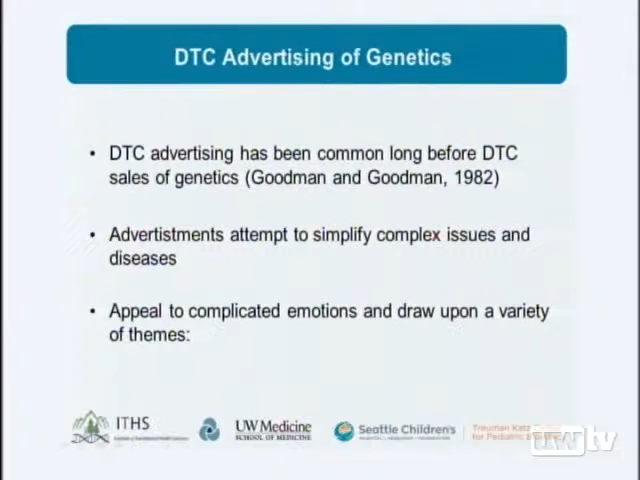 DTC Advertising of Genetics
• DTC advertising has been common long before DTC
sales of genetics (Goodman and Goodman, 1982)
• Advertistments attempt to simplify complex issues and
diseases
• Appeal to complicated emotions and draw upon a variety
of themes:
ITHS
UW Medicine
SCHOOL OF MEDICINE
Seattle Children's
Treuman Katz
for Pediatric
UWtv